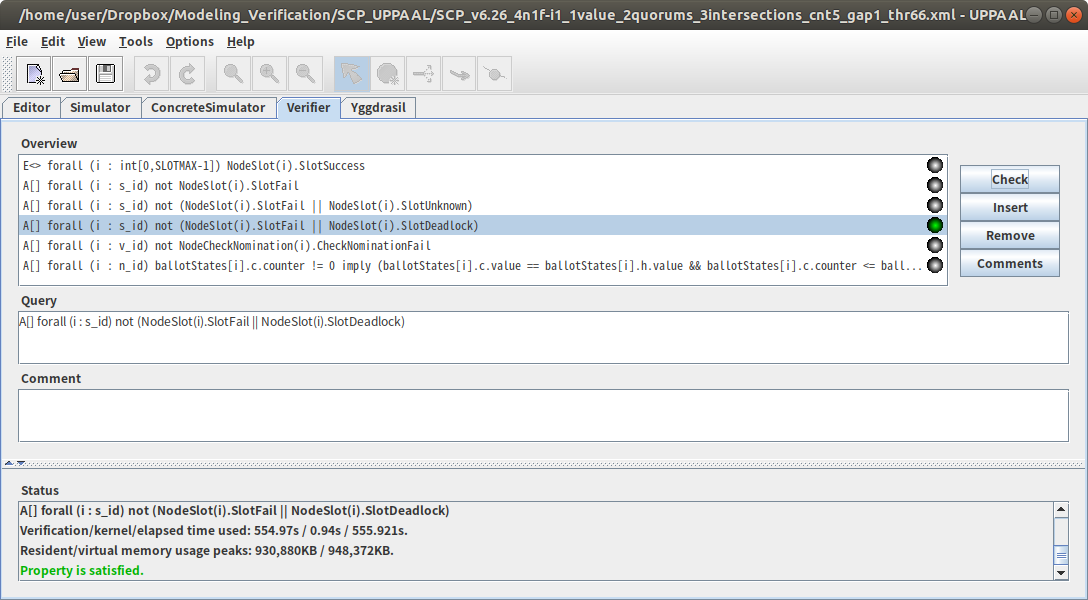 /home/user/Dropbox/Modeling_Verification/SCP_UPPAAL/SCP_v6.26_4n1f-i1_1value_2quorums_3intersections_cnt5_gap1_thr66.xml - UPPAAL
File Edit View Tools Options Help
Editor Simulator ConcreteSimulator Verifier Yggdrasil
Overview
E<> forall (i : int[0,SLOTMAX-1]) NodeSlot(i).SlotSuccess
A[] forall (i : s_id) not NodeSlot(i).SlotFail
A[] forall (i : s_id) not (NodeSlot(i).SlotFail || NodeSlot(i).SlotUnknown)
A[] forall (i : s_id) not (NodeSlot(i).SlotFail || NodeSlot(i).SlotDeadlock)
A[] forall (i : v_id) not NodeCheckNomination(i).CheckNominationFail
A[] forall (i : n_id) ballotStates[i].c.counter != 0 imply (ballotStates[i].c.value == ballotStates[i].h.value && ballotStates[i].c.counter <= ball...
Check
Insert
Remove
Comments
Query
A[] forall (i : s_id) not (NodeSlot(i).SlotFail || NodeSlot(i).SlotDeadlock)
Comment
Status
A[] forall (i : s_id) not (NodeSlot(i).SlotFail || NodeSlot(i).SlotDeadlock)
Verification/kernel/elapsed time used: 554.97s / 0.94s / 555.921s.
Resident/virtual memory usage peaks: 930,880KB / 948,372KB.
Property is satisfied.